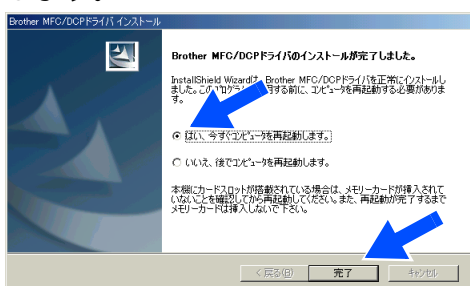 Brother MFC/DCPドライバ インストール
Brother MFC/DCPドライバのインストールが完了しました。
InstallShield Wizardは、Brother MFC/DCPドライバを正常にインストールし
ました。このプログラムを使用する前に、コンピュータを再起動する必要がありま
す。
はい、今すぐコンピュータを再起動します。
いいえ、後でコンピュータを再起動します。
本機にカードスロットが搭載されている場合は、メモリーカードが挿入されて
いないことを確認してから再起動してください。また、再起動が完了するまで
メモリーカードは挿入しないで下さい。
< 戻る(B)
完了
キャンセル